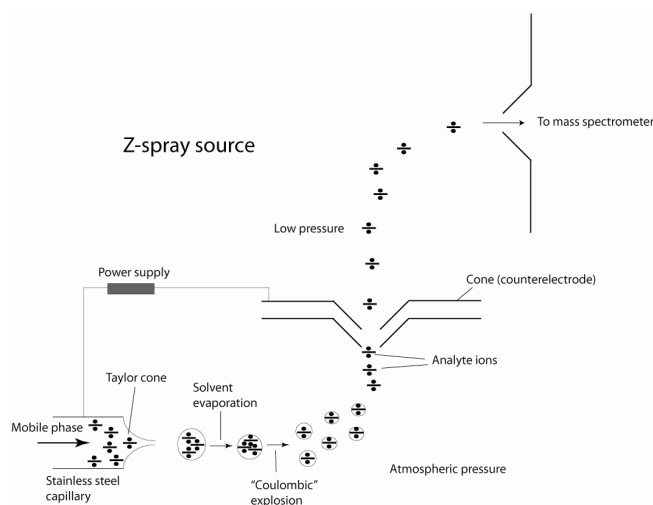 Z-spray source
To mass spectrometer
Low pressure
Power supply
Cone (counterelectrode)
Analyte ions
Taylor cone
Solvent
evaporation
Mobile phase
Stainless steel
capillary
"Coulombic"
explosion
Atmospheric pressure